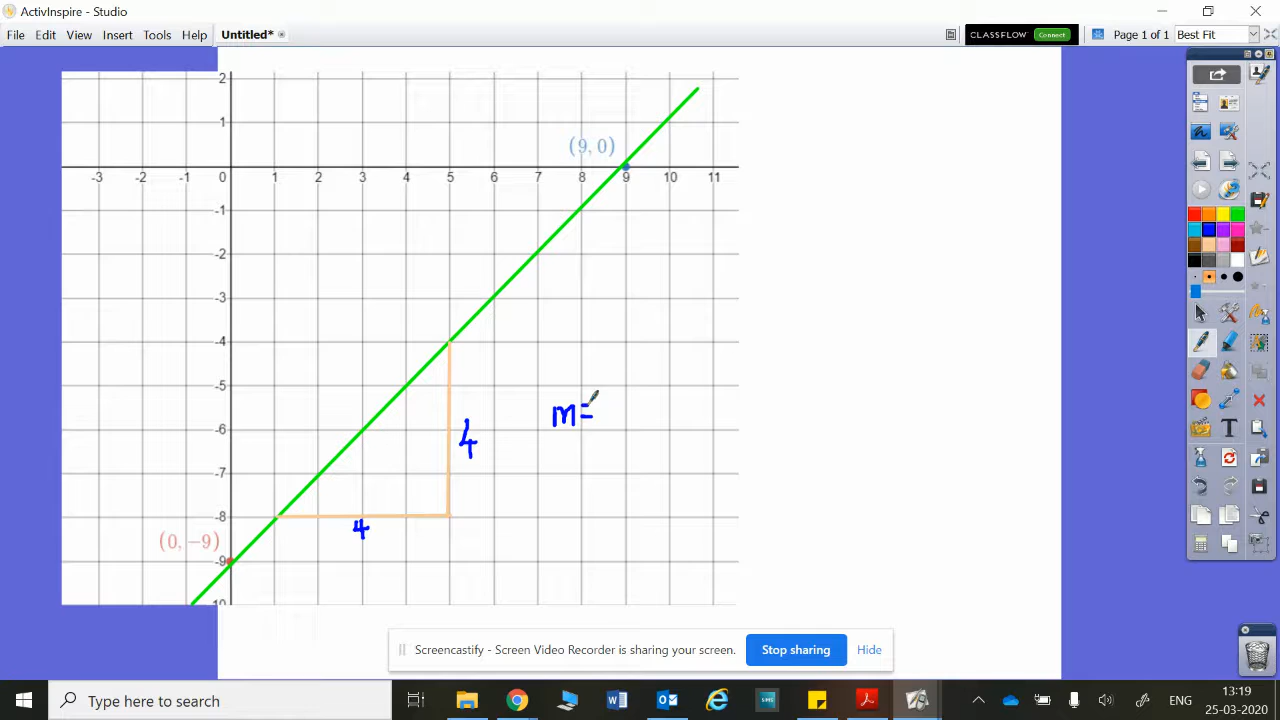 ActivInspire - Studio
File Edit View Insert Tools Help Untitled* CLASSFLOW Connect Page 1 of 1 Best Fit
2
1
(9, 0)
-3 -2 -1 0 1 2 3 4 5 6 7 8 9 10 11
-1
-2
-3
-4
-5
m=
-6
4
-7
-8
4
(0, −9)
-9
10
Screencastify - Screen Video Recorder is sharing your screen. Stop sharing Hide
Type here to search
ENG
13:19
25-03-2020